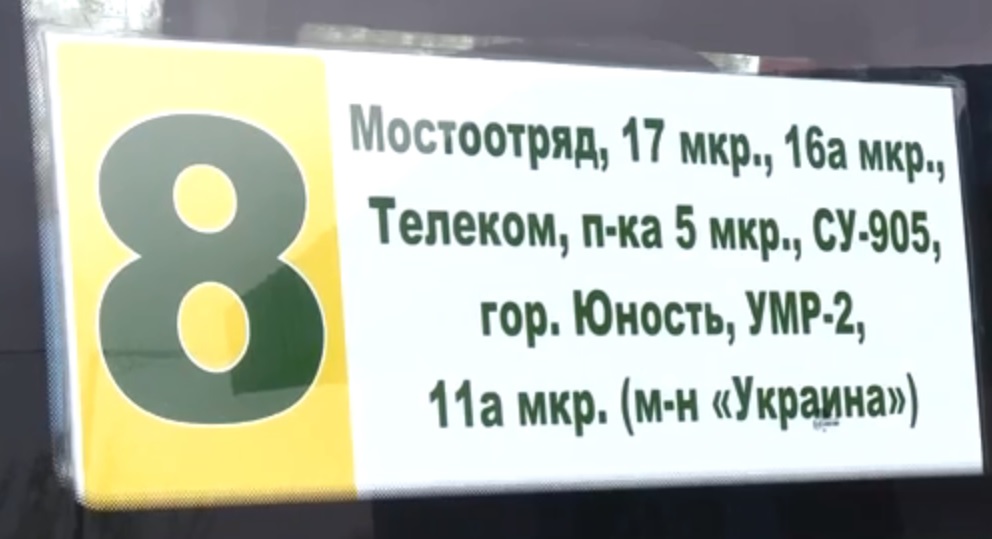 8
Мостоотряд, 17 мкр., 16а мкр.,
Телеком, п-ка 5 мкр., СУ-905,
гор. Юность, УМР-2,
11а мкр. (м-н «Украина»)